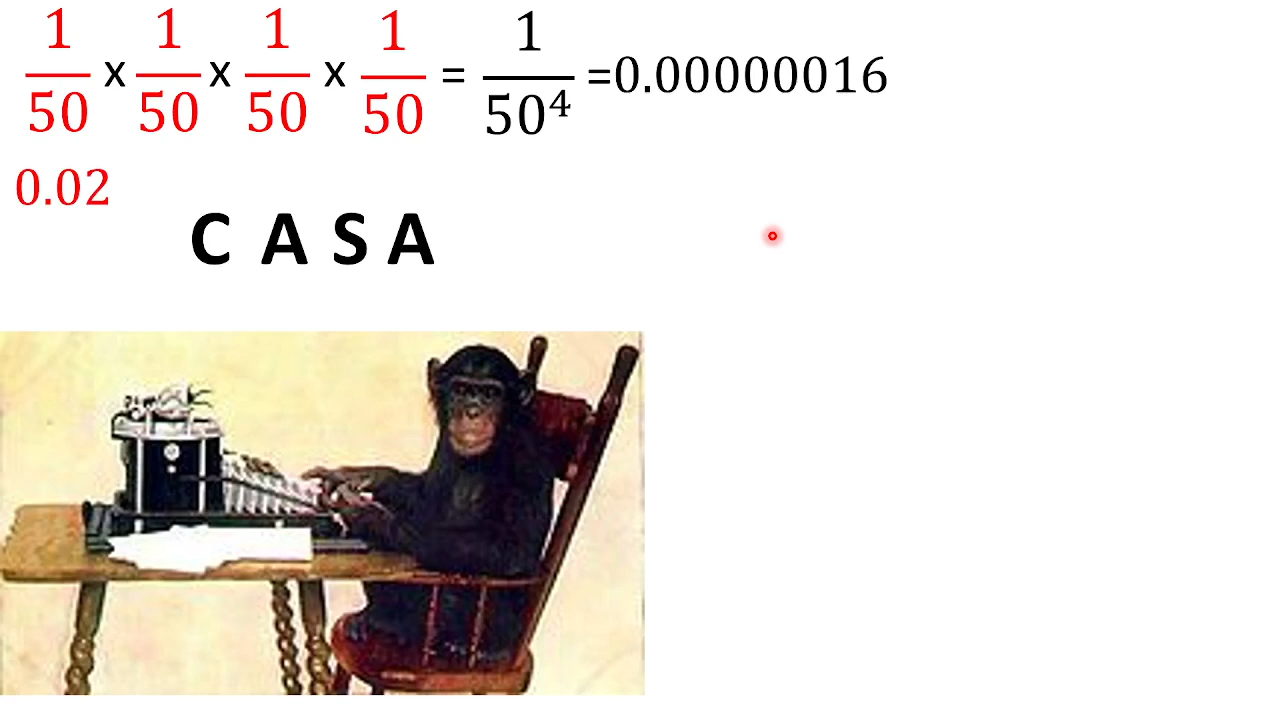 1/50 x 1/50 x 1/50 x 1/50 = 1/50⁴ =0.00000016
0.02
C A S A